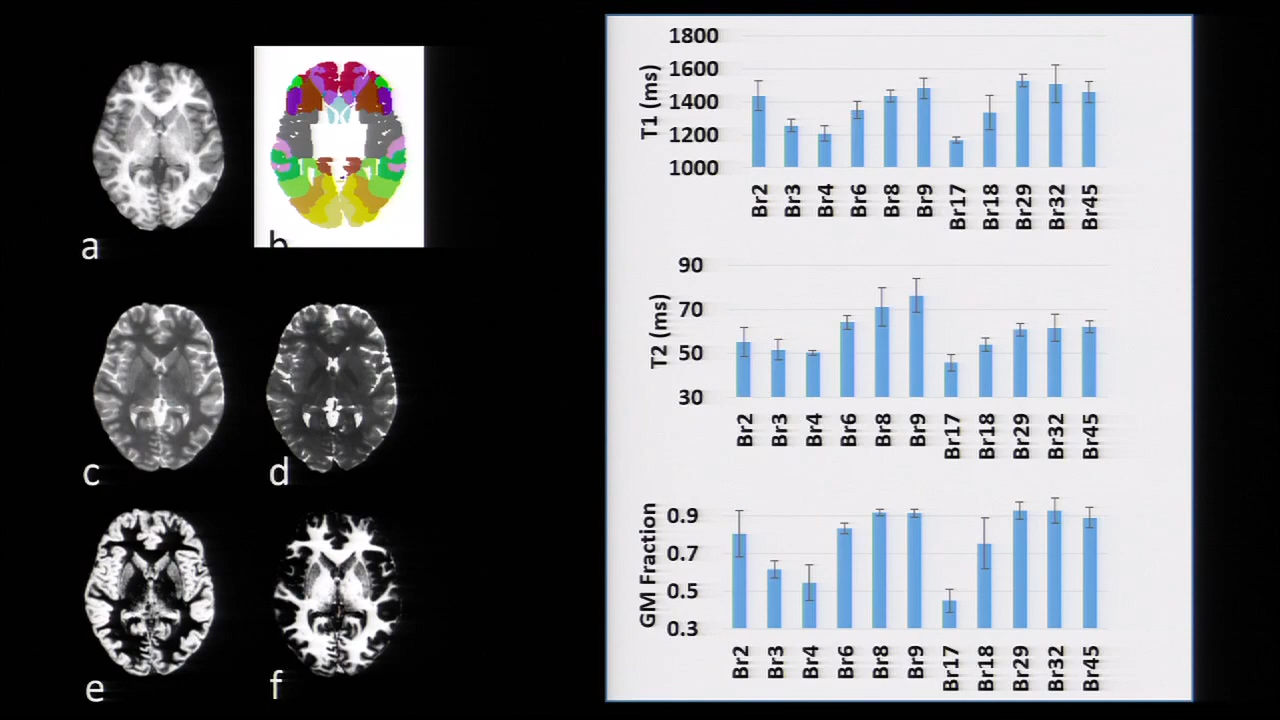 a
b
c
d
e
f
1800
1600
1400
1200
1000
T1 (ms)
Br2 Br3 Br4 Br6 Br8 Br9 Br17 Br18 Br29 Br32 Br45
90
70
50
30
T2 (ms)
Br2 Br3 Br4 Br6 Br8 Br9 Br17 Br18 Br29 Br32 Br45
0.9
0.7
0.5
0.3
GM Fraction
Br2 Br3 Br4 Br6 Br8 Br9 Br17 Br18 Br29 Br32 Br45